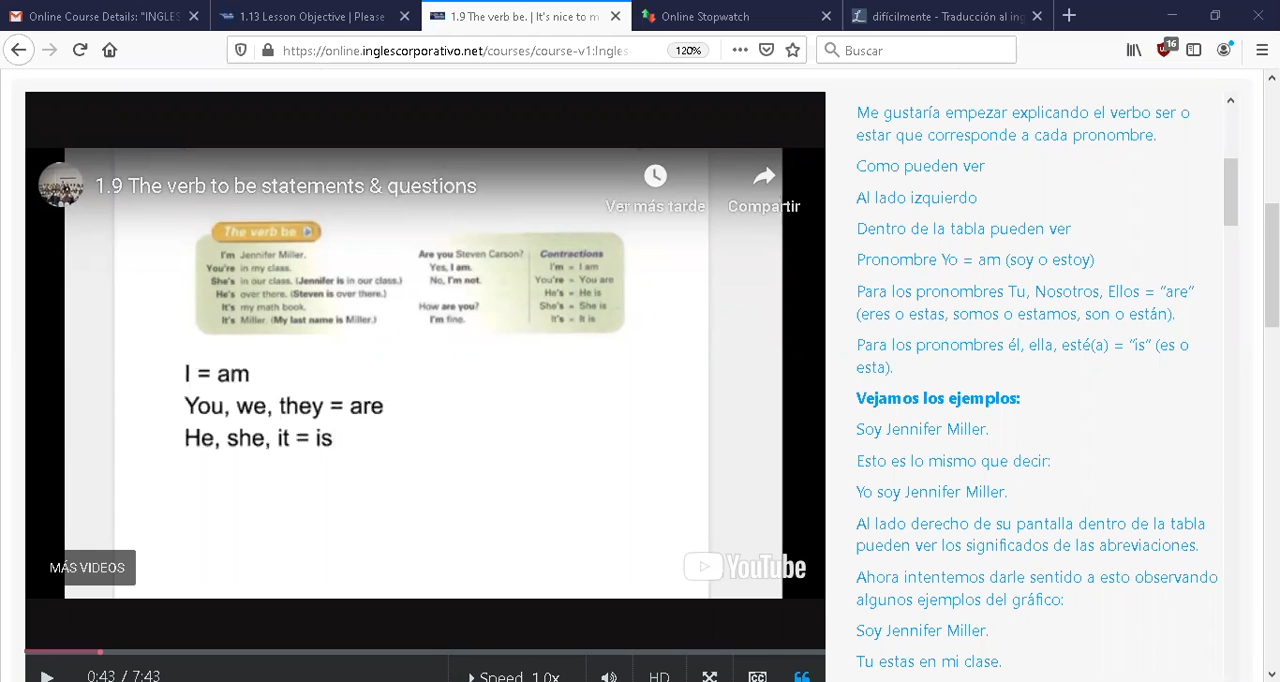 Online Course Details: "INGLES
1.13 Lesson Objective | Please
1.9 The verb be. | It's nice to m
Online Stopwatch
difícilmente - Traducción al ing
https://online.inglescorporativo.net/courses/course-v1:Ingles
120%
Buscar
16
1.9 The verb to be statements & questions
Ver más tarde
Compartir
The verb be
I'm Jennifer Miller.
You're in my class.
She's in our class. (Jennifer is in our class.)
He's over there. (Steven is over there.)
It's my math book.
It's Miller. (My last name is Miller.)
Are you Steven Carson?
Yes, I am.
No, I'm not.
How are you?
I'm fine.
Contractions
I'm = I am
You're = You are
He's = He is
She's = She is
It's = It is
I = am
You, we, they = are
He, she, it = is
MÁS VIDEOS
YouTube
0:43 / 7:43
Speed 1.0x
HD
CC
Me gustaría empezar explicando el verbo ser o
estar que corresponde a cada pronombre.
Como pueden ver
Al lado izquierdo
Dentro de la tabla pueden ver
Pronombre Yo = am (soy o estoy)
Para los pronombres Tu, Nosotros, Ellos = “are”
(eres o estas, somos o estamos, son o están).
Para los pronombres él, ella, esté(a) = “is” (es o
esta).
Vejamos los ejemplos:
Soy Jennifer Miller.
Esto es lo mismo que decir:
Yo soy Jennifer Miller.
Al lado derecho de su pantalla dentro de la tabla
pueden ver los significados de las abreviaciones.
Ahora intentemos darle sentido a esto observando
algunos ejemplos del gráfico:
Soy Jennifer Miller.
Tu estas en mi clase.